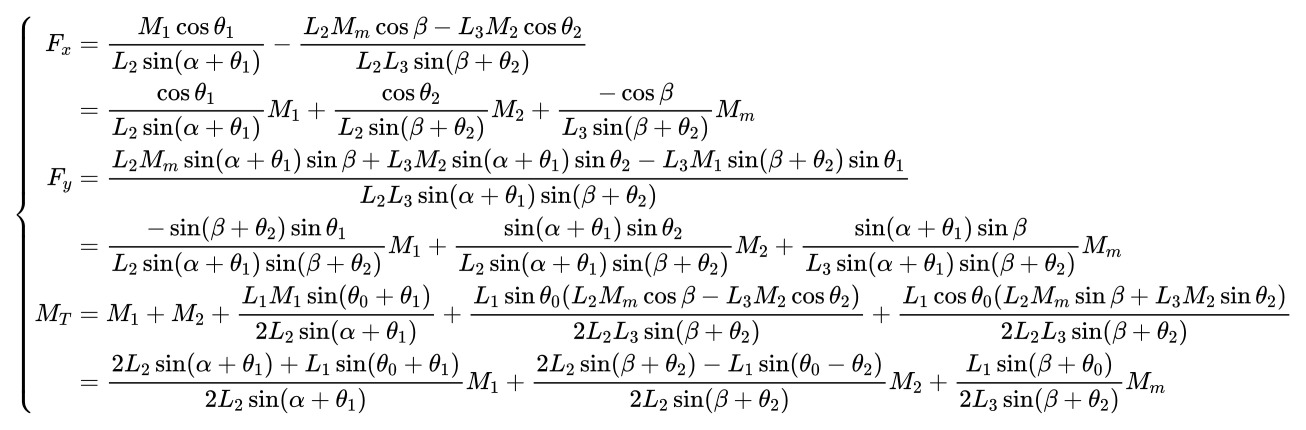 F_x = \frac{M_1 \cos\theta_1}{L_2 \sin(\alpha + \theta_1)} - \frac{L_2 M_m \cos\beta - L_3 M_2 \cos\theta_2}{L_2 L_3 \sin(\beta + \theta_2)}
= \frac{\cos\theta_1}{L_2 \sin(\alpha + \theta_1)} M_1 + \frac{\cos\theta_2}{L_2 \sin(\beta + \theta_2)} M_2 + \frac{-\cos\beta}{L_3 \sin(\beta + \theta_2)} M_m
F_y = \frac{L_2 M_m \sin(\alpha + \theta_1) \sin\beta + L_3 M_2 \sin(\alpha + \theta_1) \sin\theta_2 - L_3 M_1 \sin(\beta + \theta_2) \sin\theta_1}{L_2 L_3 \sin(\alpha + \theta_1) \sin(\beta + \theta_2)}
= \frac{-\sin(\beta + \theta_2) \sin\theta_1}{L_2 \sin(\alpha + \theta_1) \sin(\beta + \theta_2)} M_1 + \frac{\sin(\alpha + \theta_1) \sin\theta_2}{L_2 \sin(\alpha + \theta_1) \sin(\beta + \theta_2)} M_2 + \frac{\sin(\alpha + \theta_1) \sin\beta}{L_3 \sin(\alpha + \theta_1) \sin(\beta + \theta_2)} M_m
M_T = M_1 + M_2 + \frac{L_1 M_1 \sin(\theta_0 + \theta_1)}{2L_2 \sin(\alpha + \theta_1)} + \frac{L_1 \sin\theta_0 (L_2 M_m \cos\beta - L_3 M_2 \cos\theta_2)}{2L_2 L_3 \sin(\beta + \theta_2)} + \frac{L_1 \cos\theta_0 (L_2 M_m \sin\beta + L_3 M_2 \sin\theta_2)}{2L_2 L_3 \sin(\beta + \theta_2)}
= \frac{2L_2 \sin(\alpha + \theta_1) + L_1 \sin(\theta_0 + \theta_1)}{2L_2 \sin(\alpha + \theta_1)} M_1 + \frac{2L_2 \sin(\beta + \theta_2) - L_1 \sin(\theta_0 - \theta_2)}{2L_2 \sin(\beta + \theta_2)} M_2 + \frac{L_1 \sin(\beta + \theta_0)}{2L_3 \sin(\beta + \theta_2)} M_m